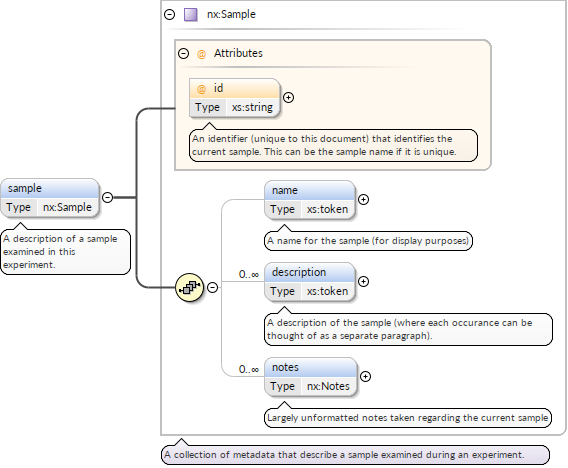 nx:Sample
@ Attributes
@ id
Type xs:string
An identifier (unique to this document) that identifies the
current sample. This can be the sample name if it is unique.
sample
Type nx:Sample
A description of a sample
examined in this
experiment.
name
Type xs:token
A name for the sample (for display purposes)
0..∞
description
Type xs:token
A description of the sample (where each occurance can be
thought of as a separate paragraph).
0..∞
notes
Type nx:Notes
Largely unformatted notes taken regarding the current sample
A collection of metadata that describe a sample examined during an experiment.